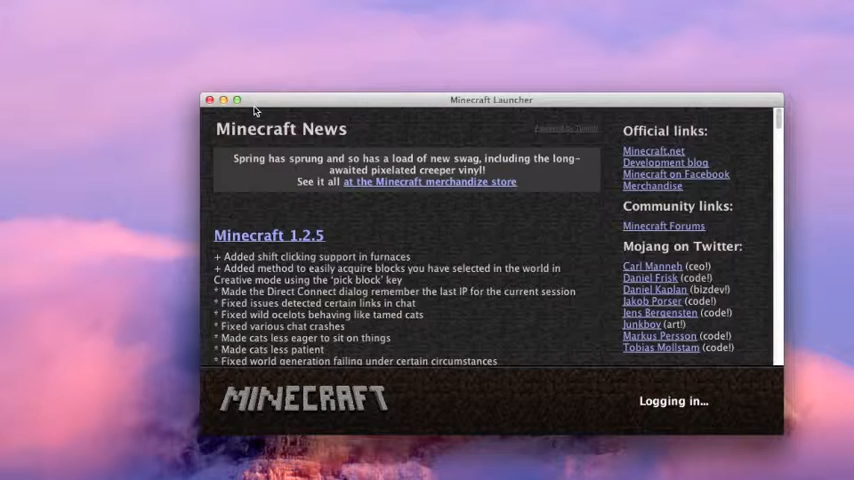 Minecraft Launcher
Minecraft News
Powered by Tumblr
Spring has sprung and so has a load of new swag, including the long-
awaited pixelated creeper vinyl!
See it all at the Minecraft merchandize store
Minecraft 1.2.5
+ Added shift clicking support in furnaces
+ Added method to easily acquire blocks you have selected in the world in
Creative mode using the 'pick block' key
* Made the Direct Connect dialog remember the last IP for the current session
* Fixed issues detected certain links in chat
* Fixed wild ocelots behaving like tamed cats
* Fixed various chat crashes
* Made cats less eager to sit on things
* Made cats less patient
* Fixed world generation failing under certain circumstances
Official links:
Minecraft.net
Development blog
Minecraft on Facebook
Merchandise
Community links:
Minecraft Forums
Mojang on Twitter:
Carl Manneh (ceo!)
Daniel Frisk (code!)
Daniel Kaplan (bizdev!)
Jakob Porser (code!)
Jens Bergensten (code!)
Junkboy (art!)
Markus Persson (code!)
Tobias Mollstam (code!)
MINECRAFT
Logging in...